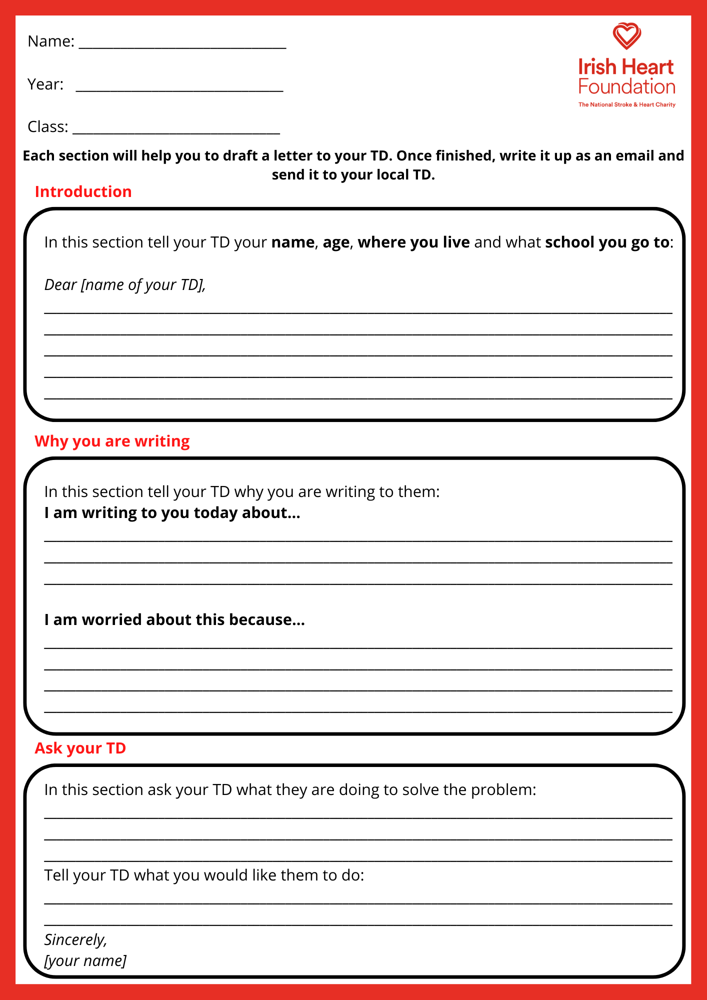 Name: ______________________________
Irish Heart
Foundation
The National Stroke & Heart Charity
Year: ______________________________
Class: ______________________________
Each section will help you to draft a letter to your TD. Once finished, write it up as an email and
send it to your local TD.
Introduction
In this section tell your TD your name, age, where you live and what school you go to:
Dear [name of your TD],
Why you are writing
In this section tell your TD why you are writing to them:
I am writing to you today about...
I am worried about this because...
Ask your TD
In this section ask your TD what they are doing to solve the problem:
Tell your TD what you would like them to do:
Sincerely,
[your name]